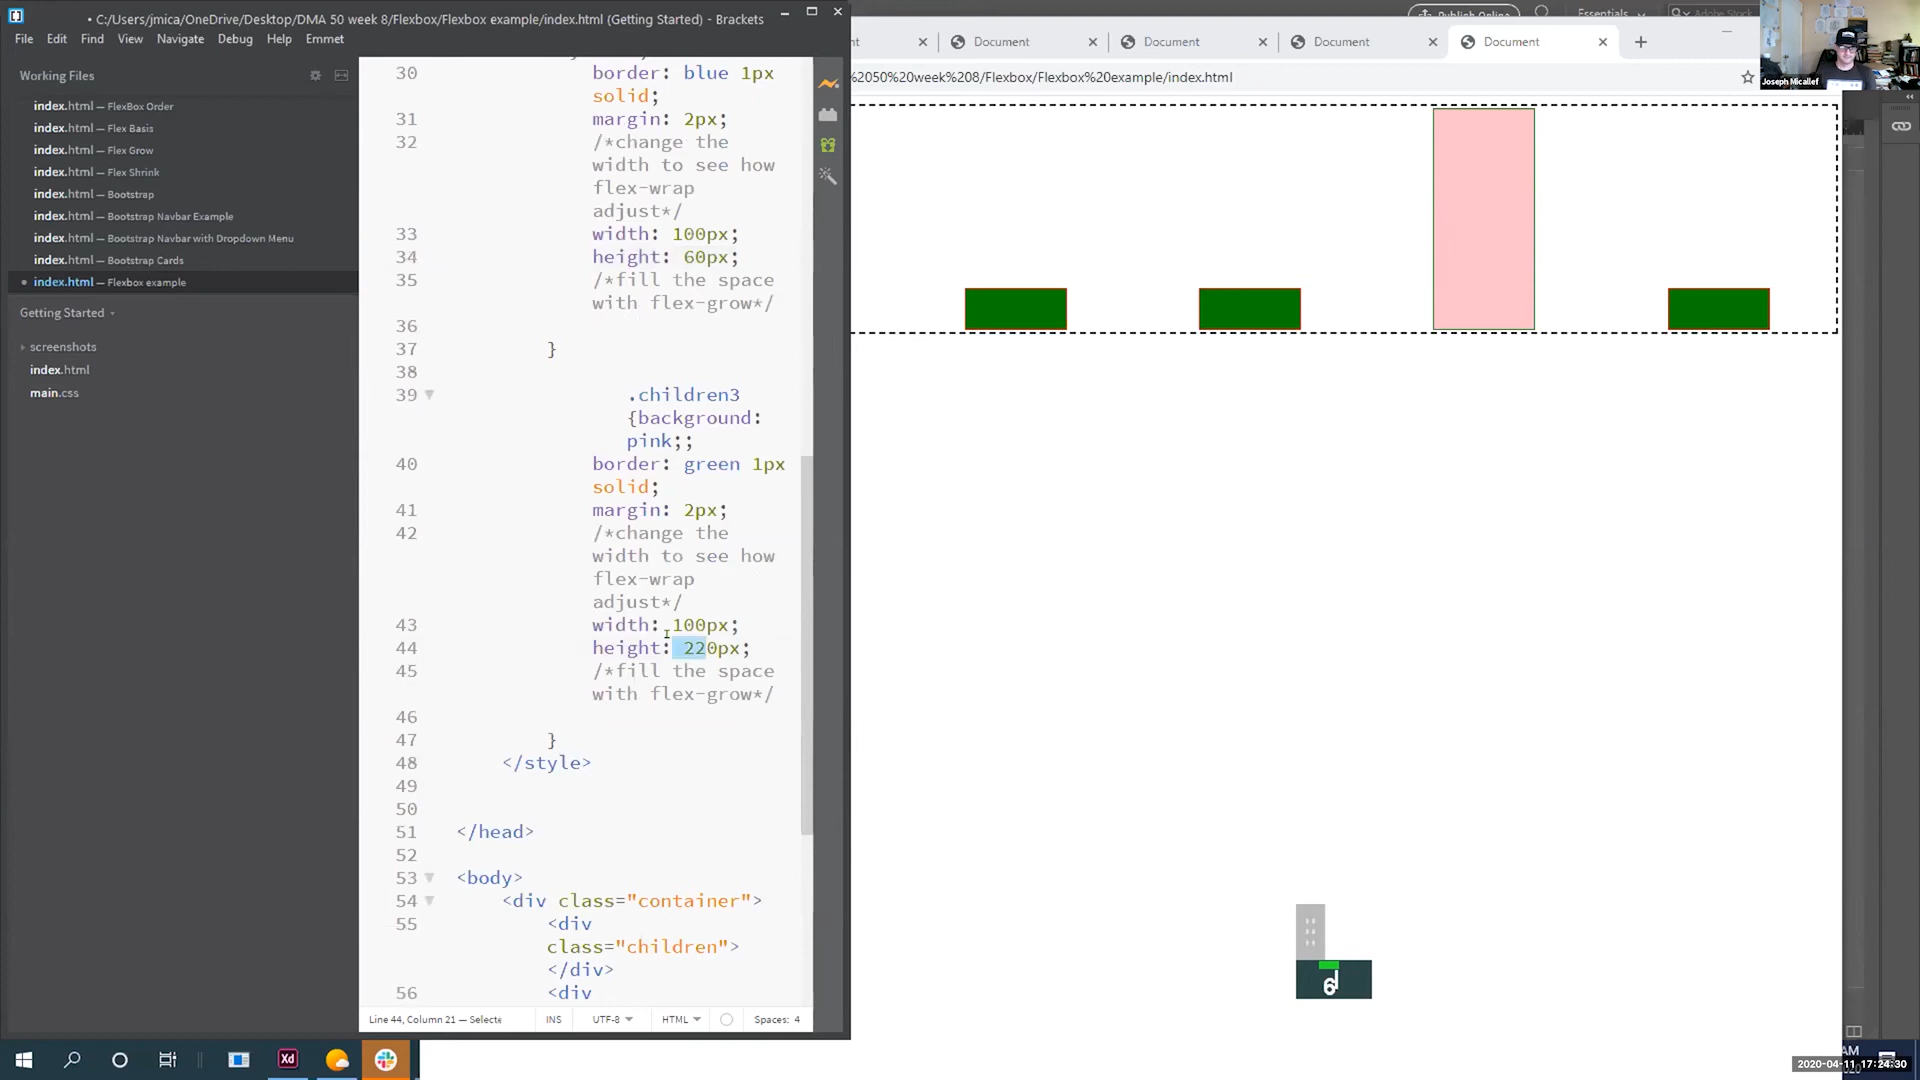 • C:/Users/jmica/OneDrive/Desktop/DMA 50 week 8/Flexbox/Flexbox example/index.html (Getting Started) - Brackets
File Edit Find View Navigate Debug Help Emmet
Working Files
index.html — FlexBox Order
index.html — Flex Basis
index.html — Flex Grow
index.html — Flex Shrink
index.html — Bootstrap
index.html — Bootstrap Navbar Example
index.html — Bootstrap Navbar with Dropdown Menu
index.html — Bootstrap Cards
index.html — Flexbox example
Getting Started
screenshots
index.html
main.css
30 border: blue 1px
solid;
31 margin: 2px;
32 /*change the
width to see how
flex-wrap
adjust*/
33 width: 100px;
34 height: 60px;
35 /*fill the space
with flex-grow*/
36
37 }
38
39 .children3
{background:
pink;;
40 border: green 1px
solid;
41 margin: 2px;
42 /*change the
width to see how
flex-wrap
adjust*/
43 width: 100px;
44 height: 220px;
45 /*fill the space
with flex-grow*/
46
47 }
48 </style>
49
50
51 </head>
52
53 <body>
54 <div class="container">
55 <div
class="children">
</div>
56 <div
Line 44, Column 21 — Selecte INS UTF-8 HTML Spaces: 4
Publish Online Essentials Adobe Stock
nt Document Document Document Document
%2050%20week%208/Flexbox/Flexbox%20example/index.html
Joseph Micallef
Xd
AM
2020-04-11 17:24:30